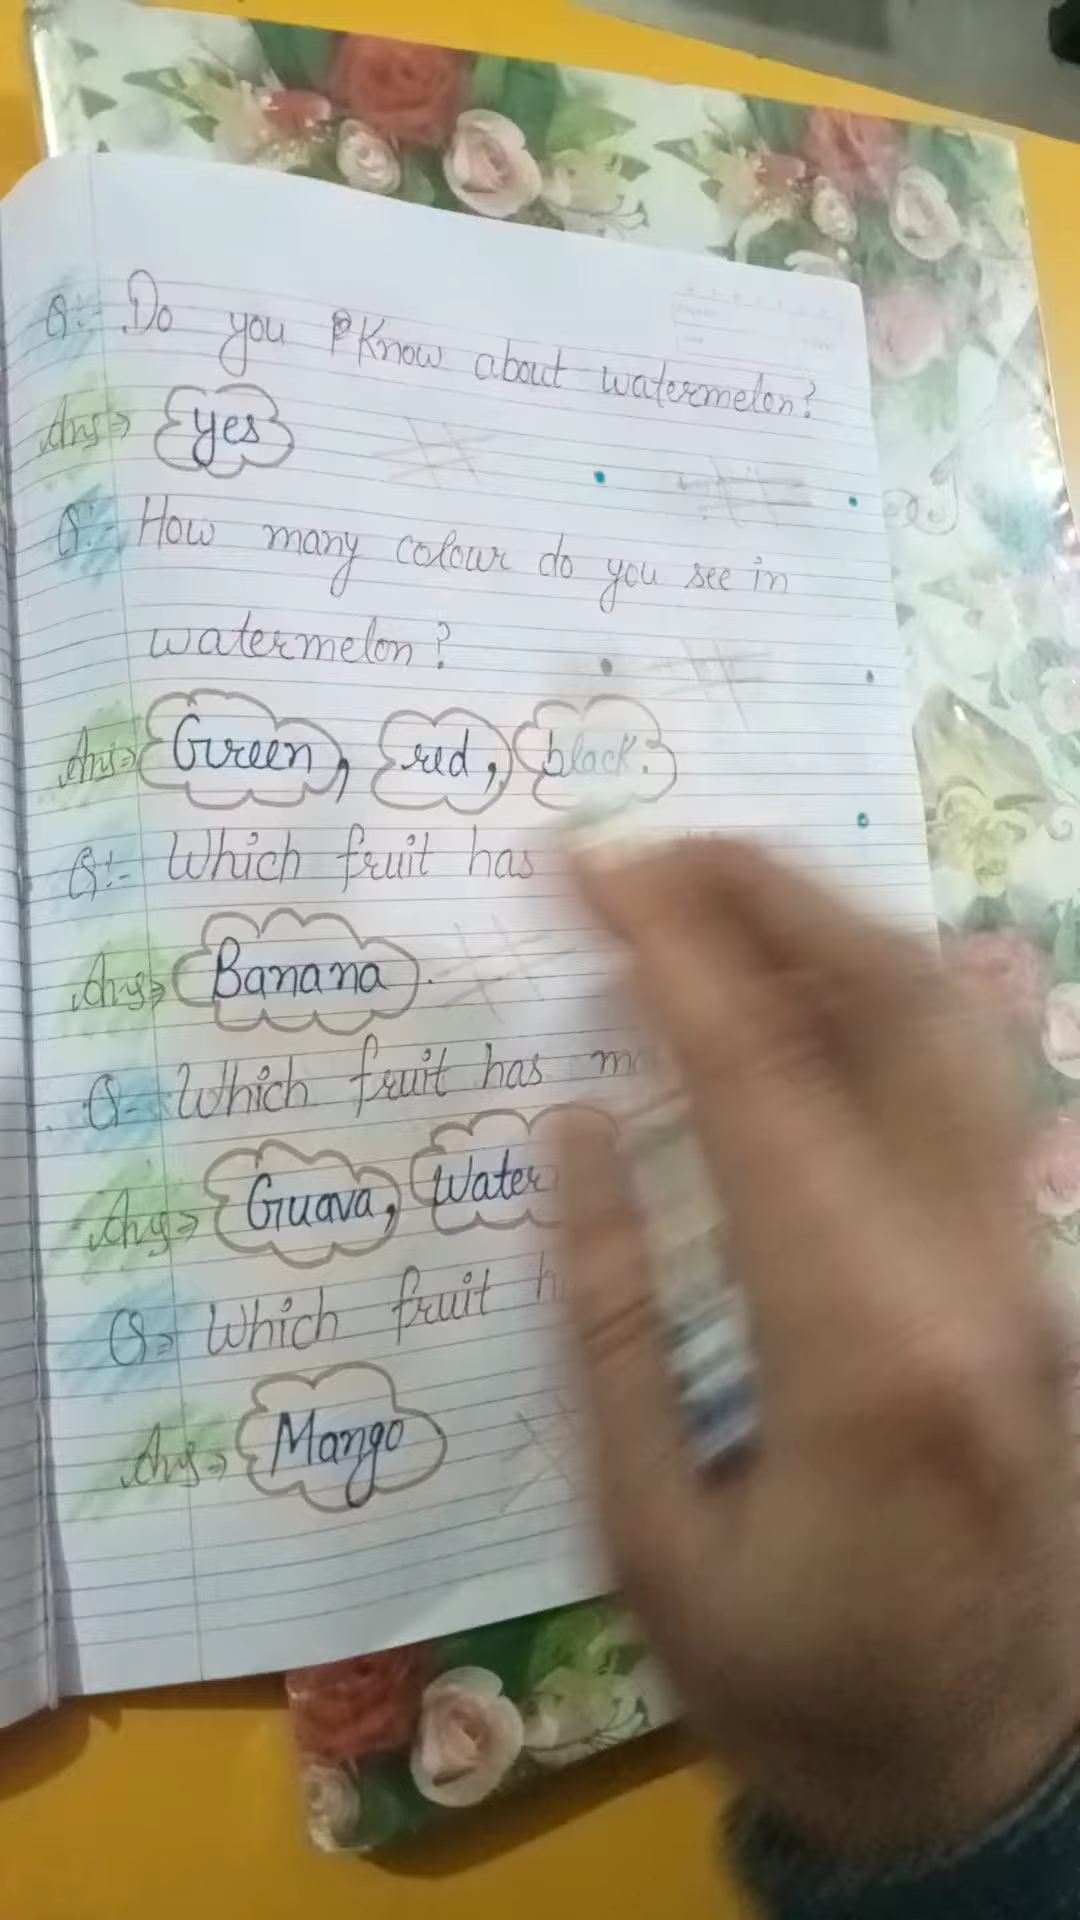 Q:- Do you Know about watermelon?
Ans=> yes
Q:- How many colour do you see in
watermelon?
Ans=> Green, red, black.
Q:- Which fruit has
Ans=> Banana.
Q- Which fruit has
Ans=> Guava, Water
Q=> Which fruit
Ans=> Mango